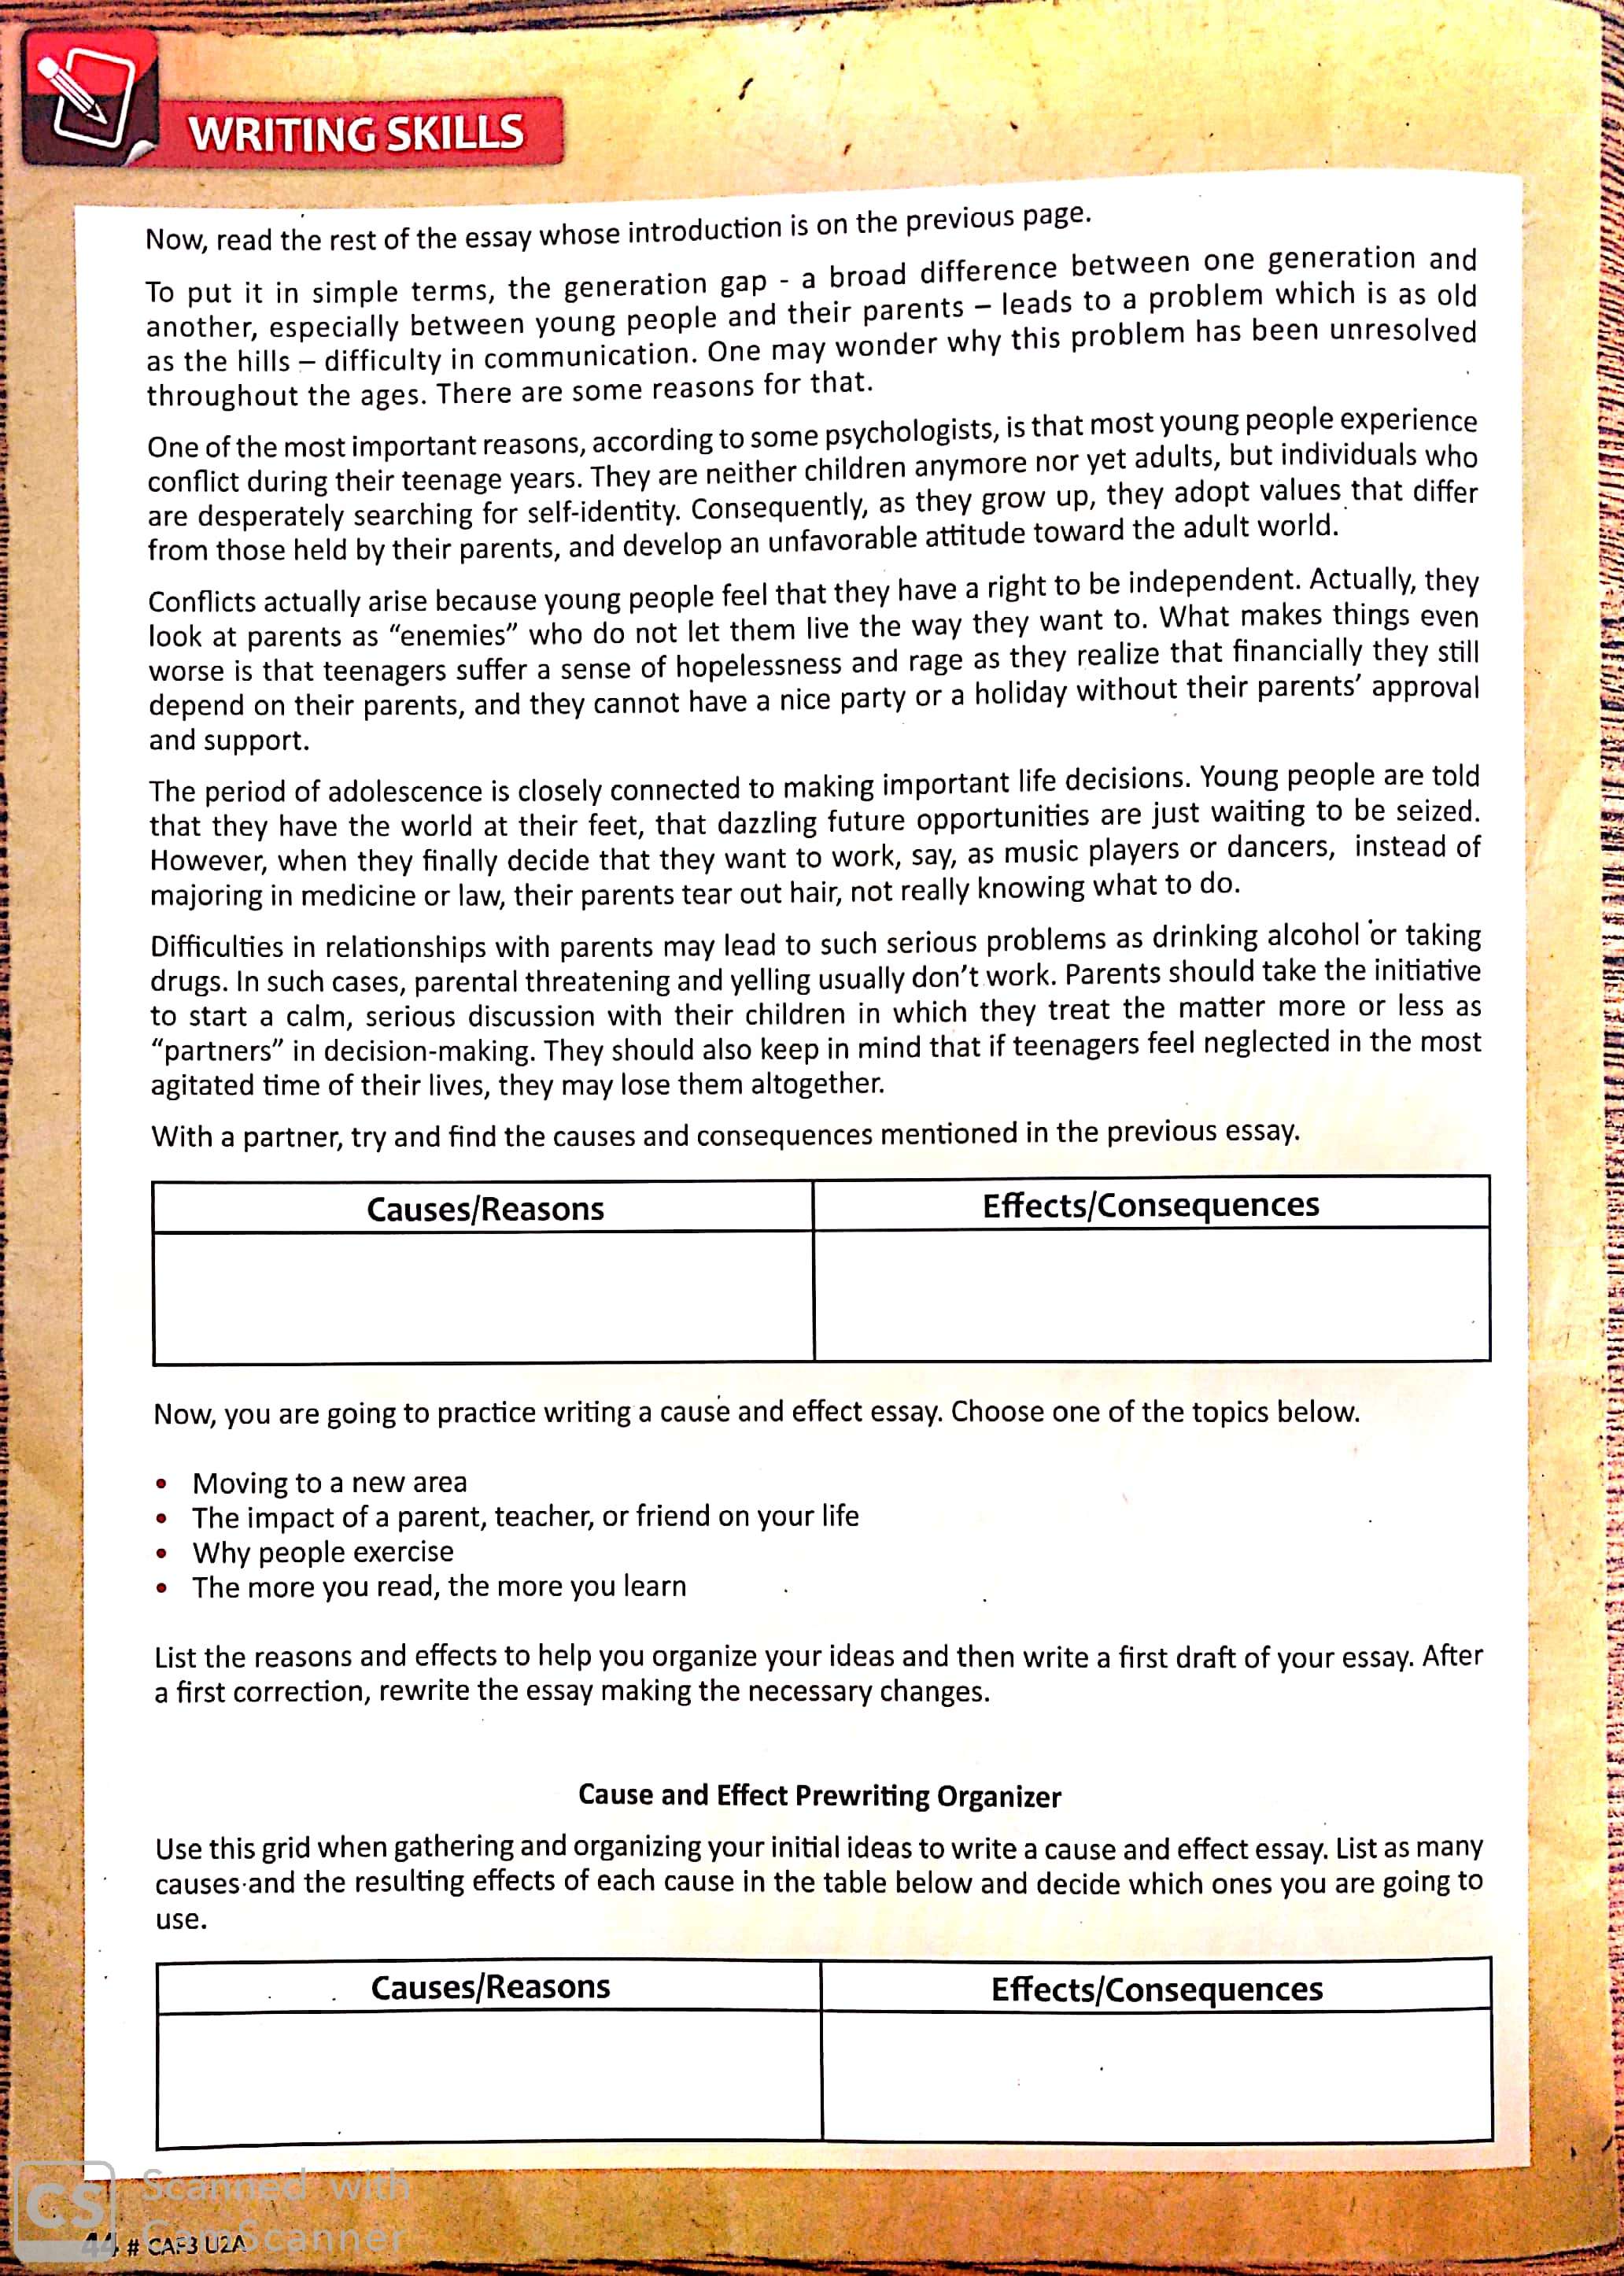 WRITING SKILLS
Now, read the rest of the essay whose introduction is on the previous page.
To put it in simple terms, the generation gap - a broad difference between one generation and
another, especially between young people and their parents – leads to a problem which is as old
as the hills – difficulty in communication. One may wonder why this problem has been unresolved
throughout the ages. There are some reasons for that.
One of the most important reasons, according to some psychologists, is that most young people experience
conflict during their teenage years. They are neither children anymore nor yet adults, but individuals who
are desperately searching for self-identity. Consequently, as they grow up, they adopt values that differ
from those held by their parents, and develop an unfavorable attitude toward the adult world.
Conflicts actually arise because young people feel that they have a right to be independent. Actually, they
look at parents as “enemies” who do not let them live the way they want to. What makes things even
worse is that teenagers suffer a sense of hopelessness and rage as they realize that financially they still
depend on their parents, and they cannot have a nice party or a holiday without their parents’ approval
and support.
The period of adolescence is closely connected to making important life decisions. Young people are told
that they have the world at their feet, that dazzling future opportunities are just waiting to be seized.
However, when they finally decide that they want to work, say, as music players or dancers, instead of
majoring in medicine or law, their parents tear out hair, not really knowing what to do.
Difficulties in relationships with parents may lead to such serious problems as drinking alcohol or taking
drugs. In such cases, parental threatening and yelling usually don’t work. Parents should take the initiative
to start a calm, serious discussion with their children in which they treat the matter more or less as
“partners” in decision-making. They should also keep in mind that if teenagers feel neglected in the most
agitated time of their lives, they may lose them altogether.
With a partner, try and find the causes and consequences mentioned in the previous essay.
Causes/Reasons Effects/Consequences
Now, you are going to practice writing a cause and effect essay. Choose one of the topics below.
• Moving to a new area
• The impact of a parent, teacher, or friend on your life
• Why people exercise
• The more you read, the more you learn
List the reasons and effects to help you organize your ideas and then write a first draft of your essay. After
a first correction, rewrite the essay making the necessary changes.
Cause and Effect Prewriting Organizer
Use this grid when gathering and organizing your initial ideas to write a cause and effect essay. List as many
causes and the resulting effects of each cause in the table below and decide which ones you are going to
use.
Causes/Reasons Effects/Consequences
CS Scanned with
CamScanner
44 # CAF3 U2A